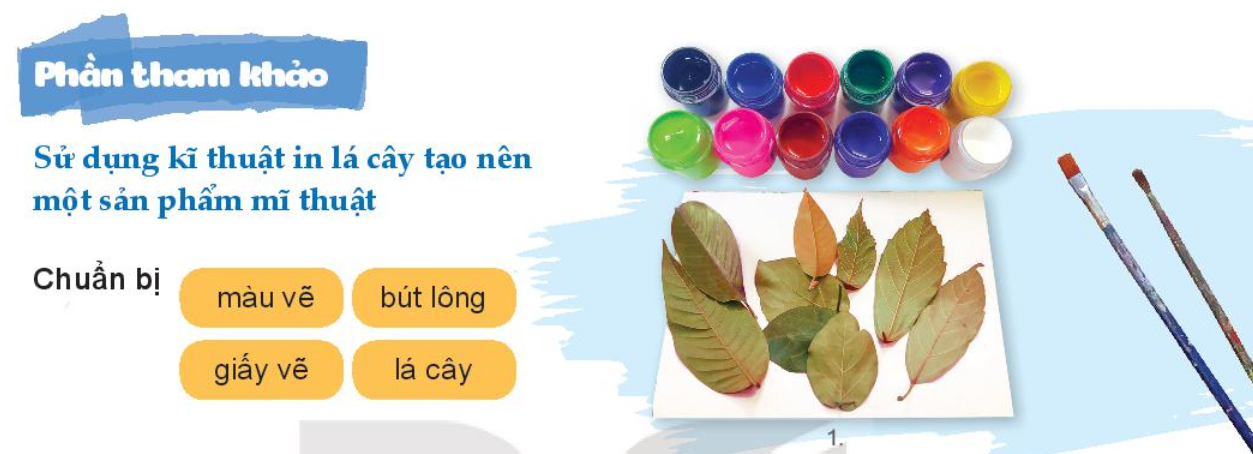 Phần tham khảo
Sử dụng kĩ thuật in lá cây tạo nên
một sản phẩm mĩ thuật
Chuẩn bị
màu vẽ
bút lông
giấy vẽ
lá cây
1.